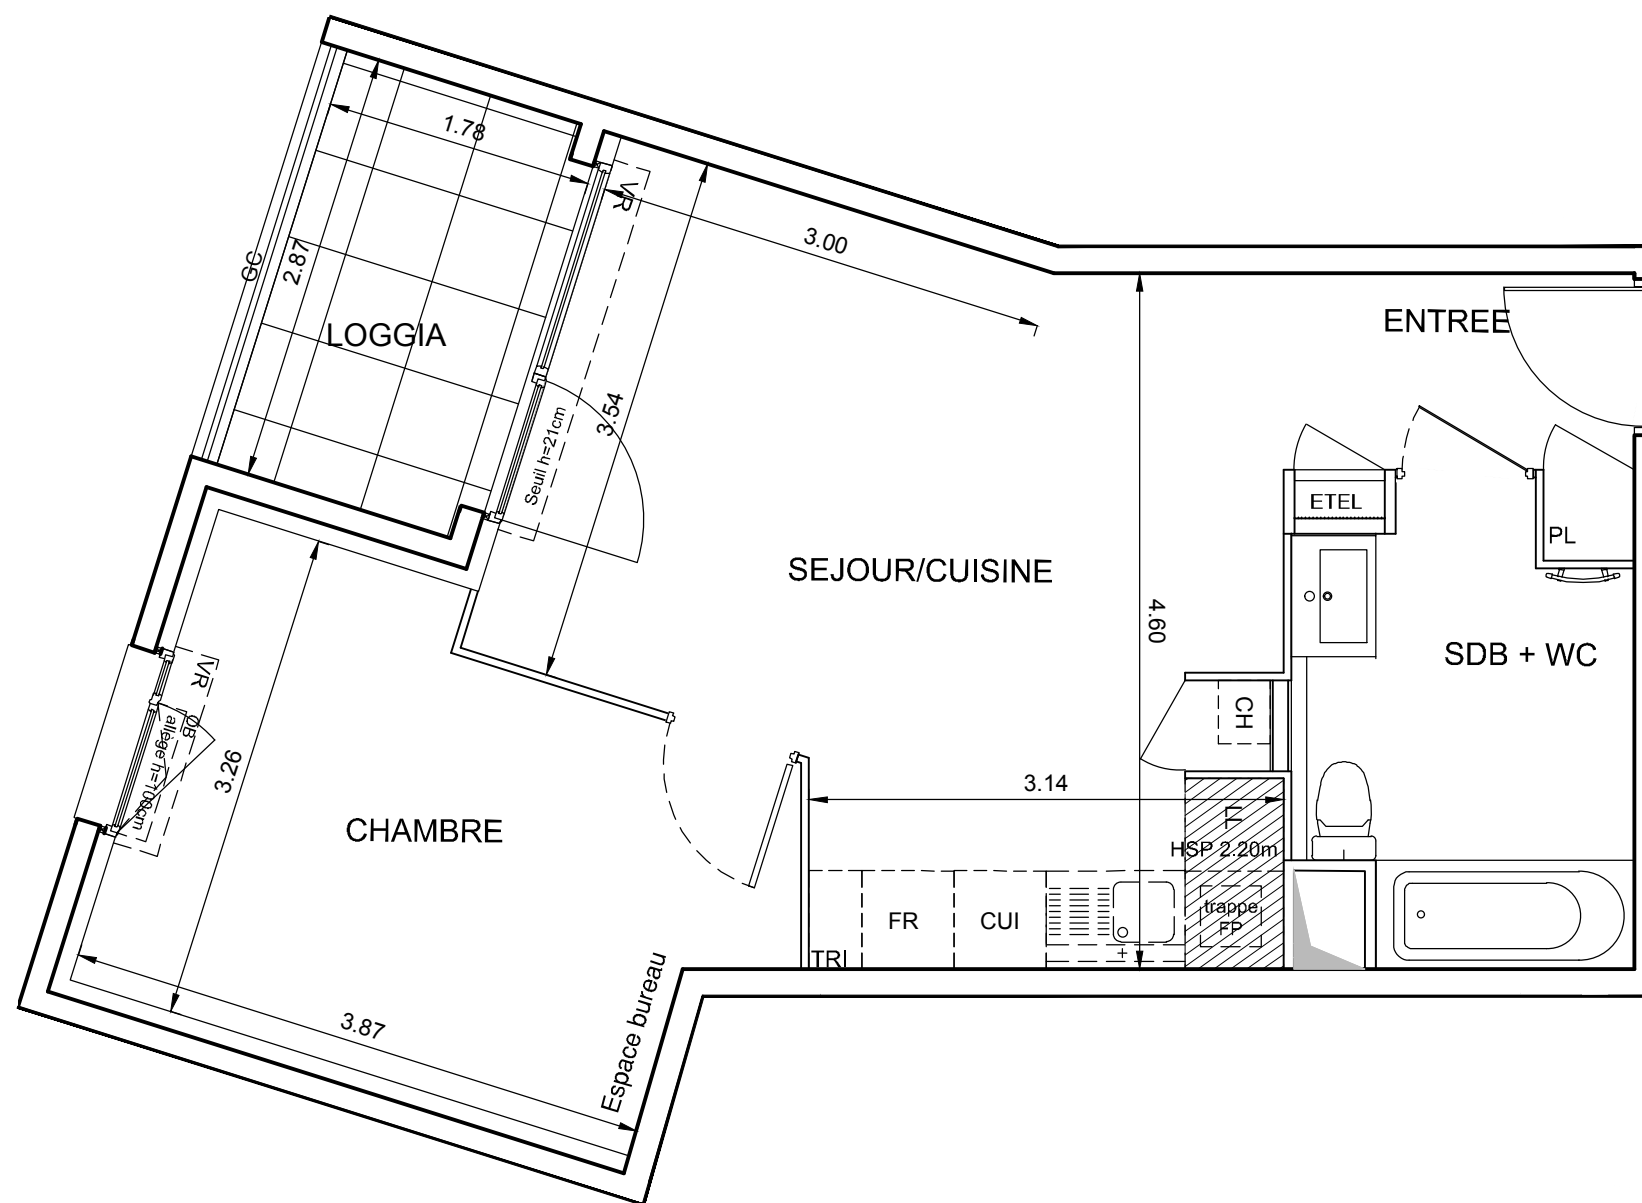 1.78
VR
3.00
GC
2.87
LOGGIA
ENTREE
3.54
Seuil h=21cm
ETEL
PL
SEJOUR/CUISINE
4.60
SDB + WC
VR
OB
allège h=100cm
3.26
CH
3.14
CHAMBRE
LL
HSP 2.20m
TRI
FR
CUI
trappe
FP
Espace bureau
3.87